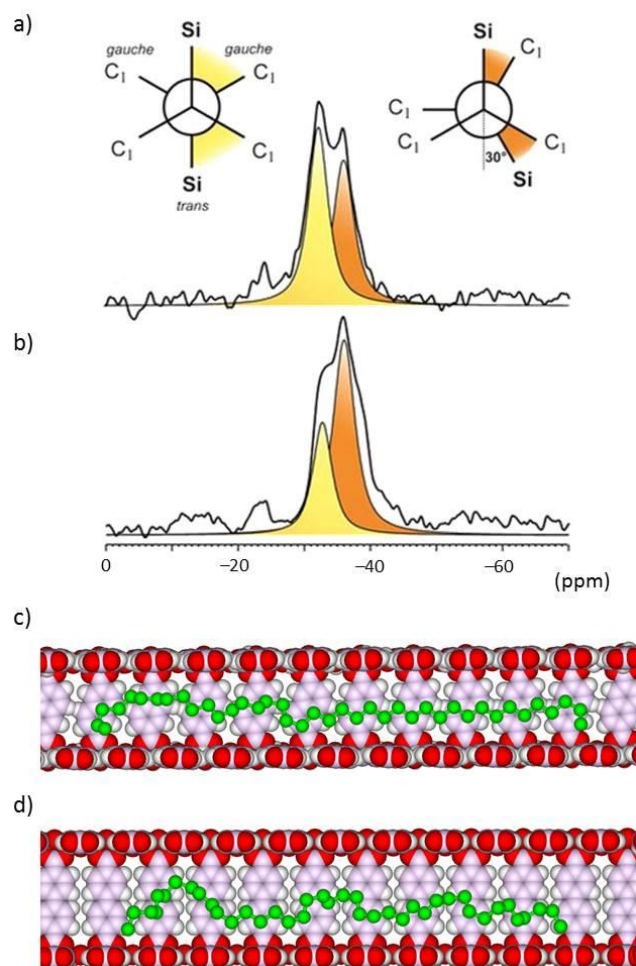 a)
Si
gauche
gauche
C1
C1
C1
C1
Si
trans
Si
C1
C1
C1
C1
30°
Si
b)
0
−20
−40
−60
(ppm)
c)
d)